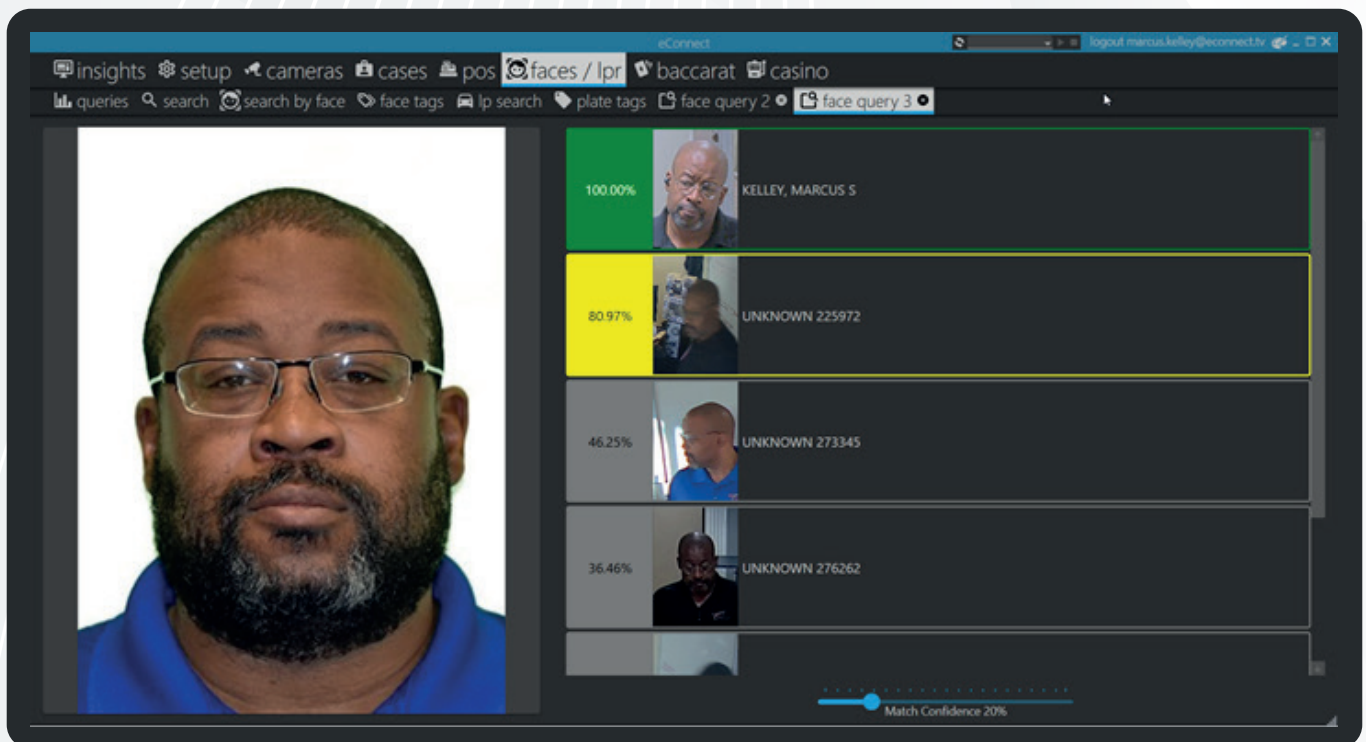 eConnect
logout marcus.kelley@econnect.tv
insights setup cameras cases pos faces / lpr baccarat casino
queries search search by face face tags lp search plate tags face query 2 face query 3
100.00% KELLEY, MARCUS S
80.97% UNKNOWN 225972
46.25% UNKNOWN 273345
36.46% UNKNOWN 276262
Match Confidence 20%